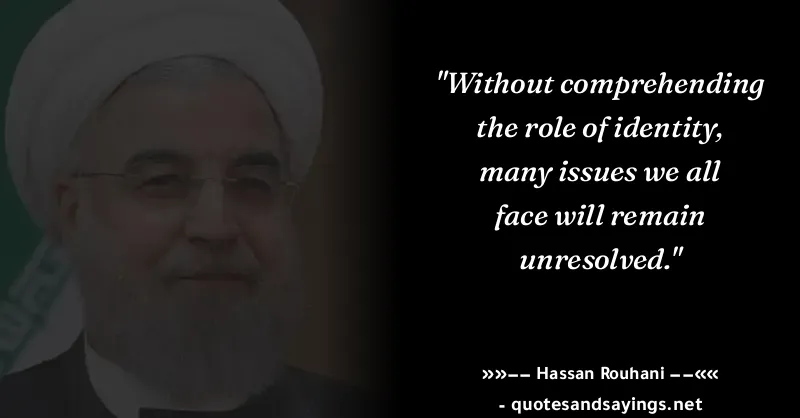 "Without comprehending
the role of identity,
many issues we all
face will remain
unresolved."
»»–– Hassan Rouhani ––««
- quotesandsayings.net